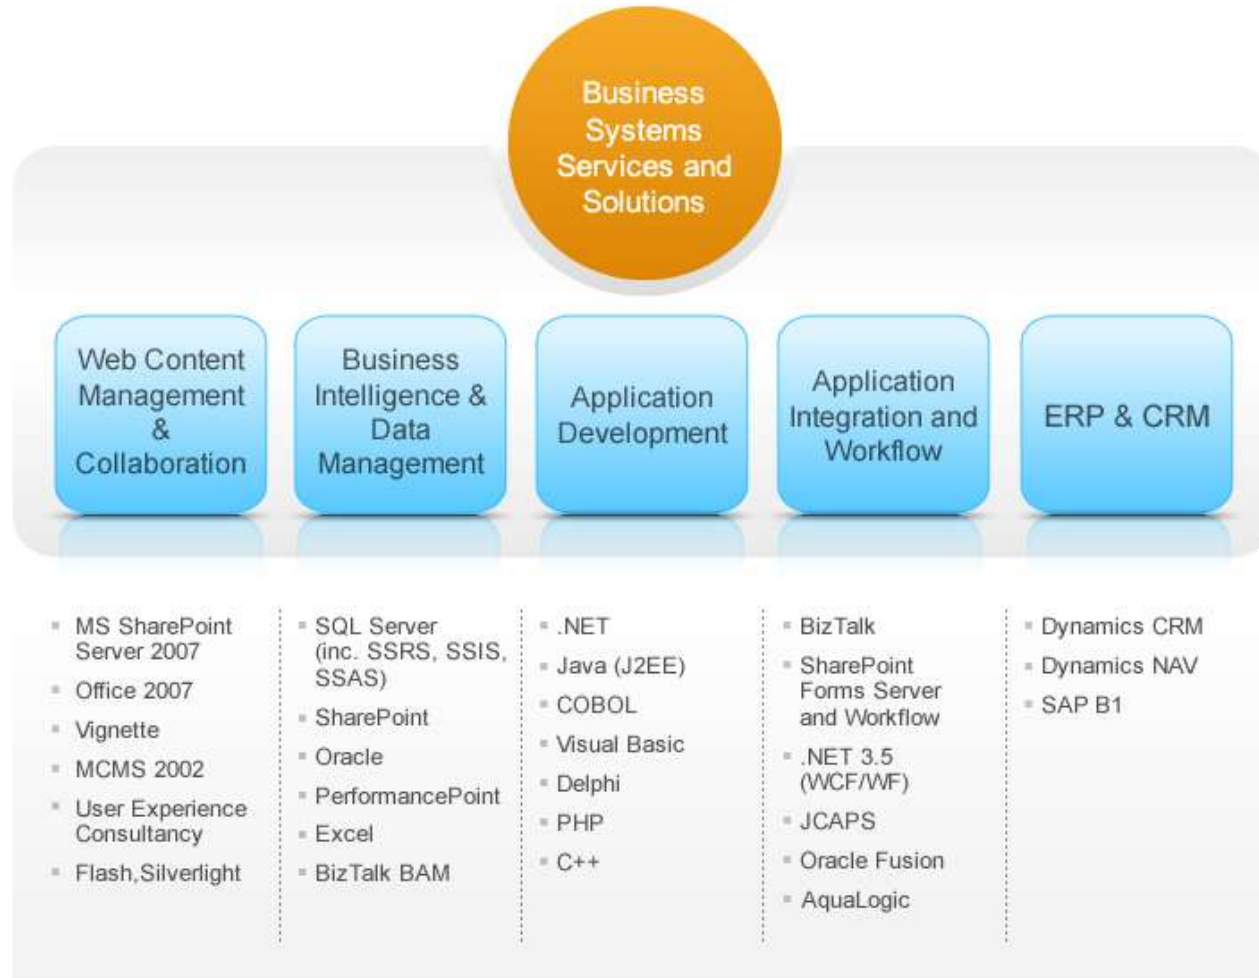 Business
Systems
Services and
Solutions
Web Content
Management
&
Collaboration
Business
Intelligence &
Data
Management
Application
Development
Application
Integration and
Workflow
ERP & CRM
MS SharePoint
Server 2007
Office 2007
Vignette
MCMS 2002
User Experience
Consultancy
Flash,Silverlight
SQL Server
(inc. SSRS, SSIS,
SSAS)
SharePoint
Oracle
PerformancePoint
Excel
BizTalk BAM
.NET
Java (J2EE)
COBOL
Visual Basic
Delphi
PHP
C++
BizTalk
SharePoint
Forms Server
and Workflow
.NET 3.5
(WCF/WF)
JCAPS
Oracle Fusion
AquaLogic
Dynamics CRM
Dynamics NAV
SAP B1